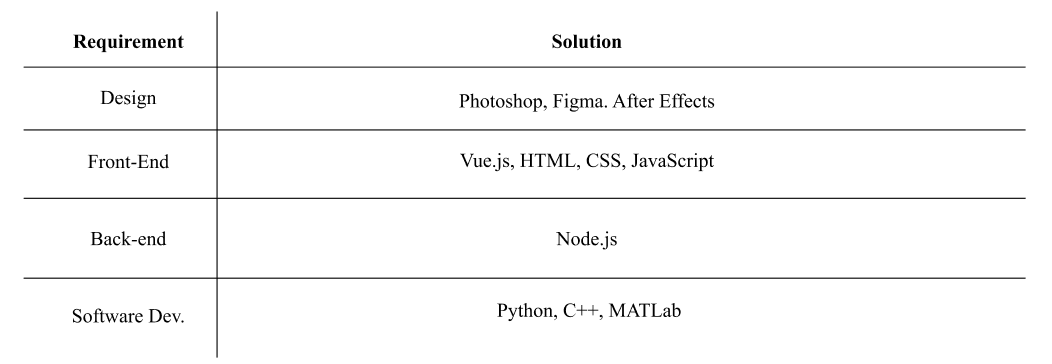 Requirement Solution
Design Photoshop, Figma. After Effects
Front-End Vue.js, HTML, CSS, JavaScript
Back-end Node.js
Software Dev. Python, C++, MATLab